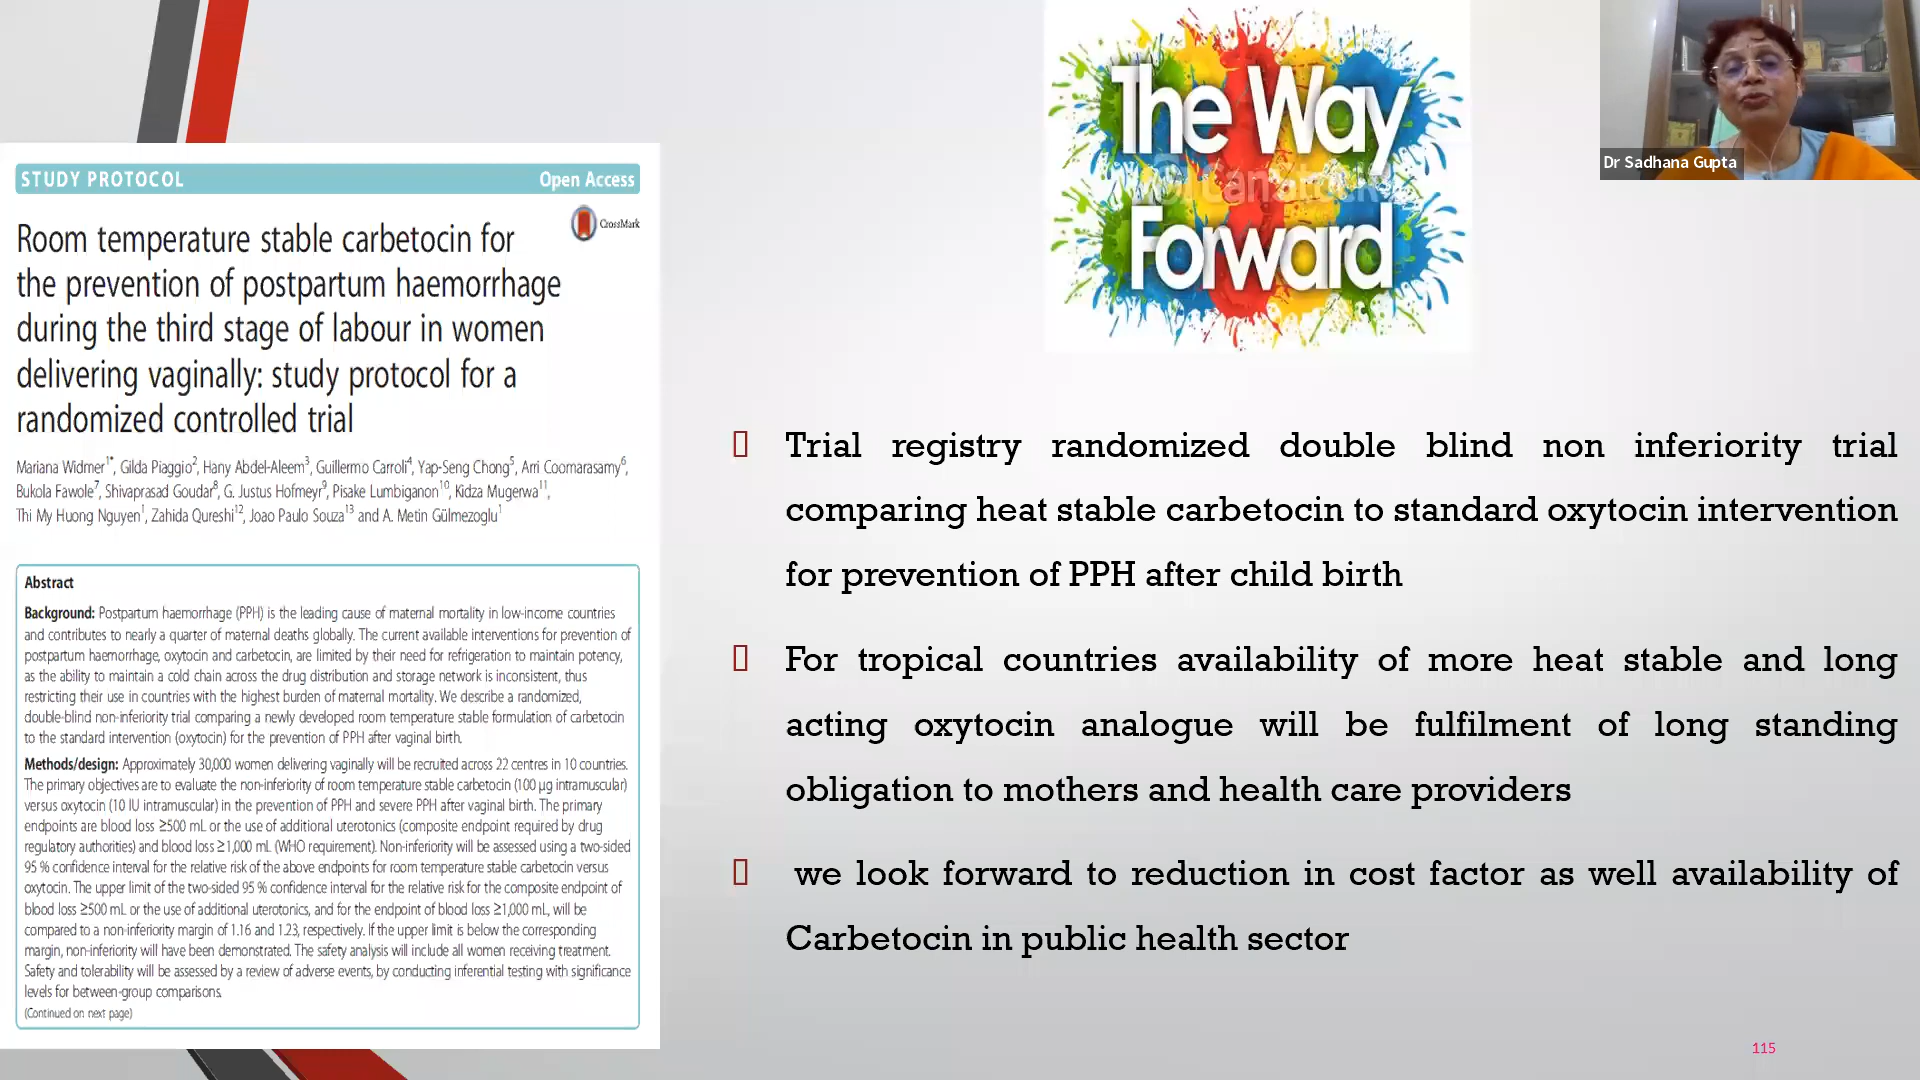 STUDY PROTOCOL Open Access
CrossMark
Room temperature stable carbetocin for
the prevention of postpartum haemorrhage
during the third stage of labour in women
delivering vaginally: study protocol for a
randomized controlled trial
Mariana Widmer1*, Gilda Piaggio2, Hany Abdel-Aleem3, Guillermo Carroli4, Yap-Seng Chong5, Arri Coomarasamy6,
Bukola Fawole7, Shivaprasad Goudar8, G. Justus Hofmeyr9, Pisake Lumbiganon10, Kidza Mugerwa11,
Thi My Huong Nguyen1, Zahida Qureshi12, Joao Paulo Souza13 and A. Metin Gülmezoglu1
Abstract
Background: Postpartum haemorrhage (PPH) is the leading cause of maternal mortality in low-income countries
and contributes to nearly a quarter of maternal deaths globally. The current available interventions for prevention of
postpartum haemorrhage, oxytocin and carbetocin, are limited by their need for refrigeration to maintain potency,
as the ability to maintain a cold chain across the drug distribution and storage network is inconsistent, thus
restricting their use in countries with the highest burden of maternal mortality. We describe a randomized,
double-blind non-inferiority trial comparing a newly developed room temperature stable formulation of carbetocin
to the standard intervention (oxytocin) for the prevention of PPH after vaginal birth.
Methods/design: Approximately 30,000 women delivering vaginally will be recruited across 22 centres in 10 countries.
The primary objectives are to evaluate the non-inferiority of room temperature stable carbetocin (100 μg intramuscular)
versus oxytocin (10 IU intramuscular) in the prevention of PPH and severe PPH after vaginal birth. The primary
endpoints are blood loss ≥500 mL or the use of additional uterotonics (composite endpoint required by drug
regulatory authorities) and blood loss ≥1,000 mL (WHO requirement). Non-inferiority will be assessed using a two-sided
95 % confidence interval for the relative risk of the above endpoints for room temperature stable carbetocin versus
oxytocin. The upper limit of the two-sided 95 % confidence interval for the relative risk for the composite endpoint of
blood loss ≥500 mL or the use of additional uterotonics, and for the endpoint of blood loss ≥1,000 mL, will be
compared to a non-inferiority margin of 1.16 and 1.23, respectively. If the upper limit is below the corresponding
margin, non-inferiority will have been demonstrated. The safety analysis will include all women receiving treatment.
Safety and tolerability will be assessed by a review of adverse events, by conducting inferential testing with significance
levels for between-group comparisons.
(Continued on next page)
The Way
Forward
Dr Sadhana Gupta
Trial registry randomized double blind non inferiority trial
comparing heat stable carbetocin to standard oxytocin intervention
for prevention of PPH after child birth
For tropical countries availability of more heat stable and long
acting oxytocin analogue will be fulfilment of long standing
obligation to mothers and health care providers
we look forward to reduction in cost factor as well availability of
Carbetocin in public health sector
115